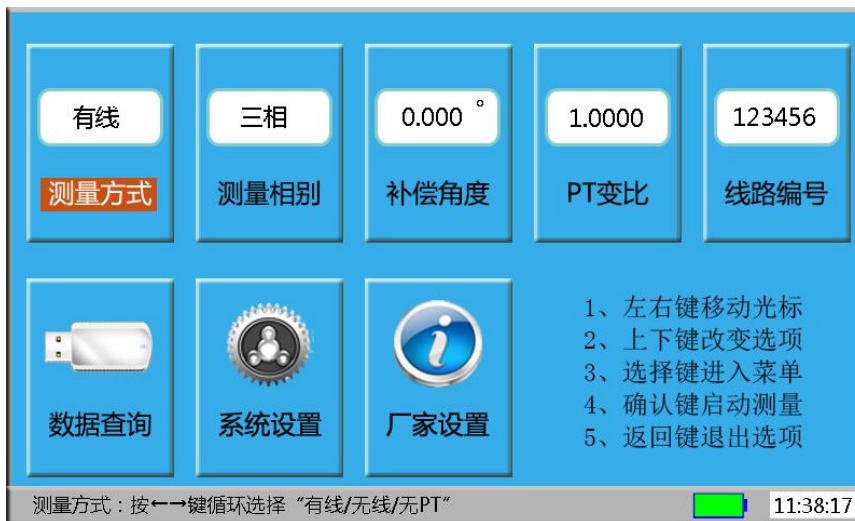 有线
三相
0.000 °
1.0000
123456
测量方式
测量相别
补偿角度
PT变比
线路编号
1、左右键移动光标
2、上下键改变选项
3、选择键进入菜单
4、确认键启动测量
5、返回键退出选项
数据查询
系统设置
厂家设置
测量方式：按←→键循环选择“有线/无线/无PT”
11:38:17